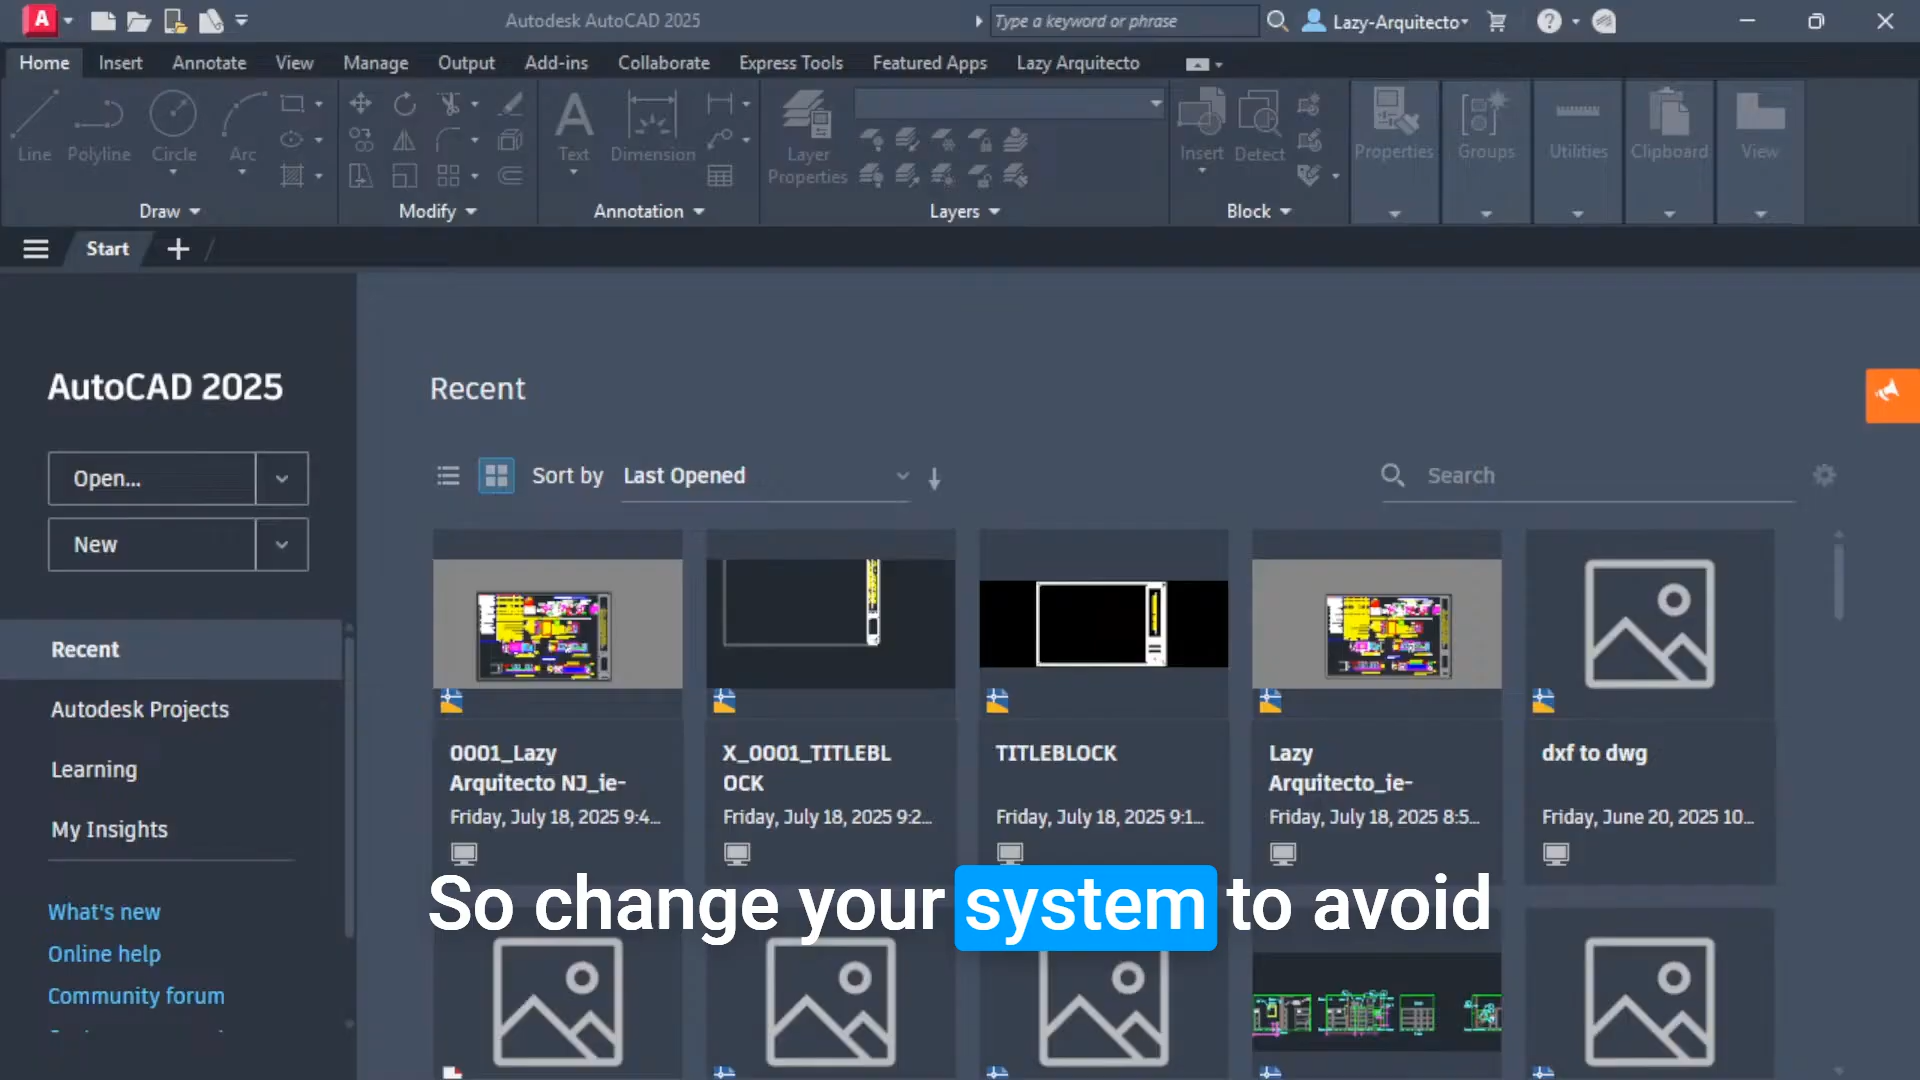 A
Autodesk AutoCAD 2025
Type a keyword or phrase
Lazy-Arquitecto
Home Insert Annotate View Manage Output Add-ins Collaborate Express Tools Featured Apps Lazy Arquitecto
Line Polyline Circle Arc
Text Dimension
Layer
Properties
Insert Detect
Properties Groups Utilities Clipboard View
Draw Modify Annotation Layers Block
Start
AutoCAD 2025
Open...
New
Recent
Autodesk Projects
Learning
My Insights
What's new
Online help
Community forum
Recent
Sort by Last Opened
Search
0001_Lazy
Arquitecto NJ_ie-
Friday, July 18, 2025 9:4...
X_0001_TITLEBL
OCK
Friday, July 18, 2025 9:2...
TITLEBLOCK
Friday, July 18, 2025 9:1...
Lazy
Arquitecto_ie-
Friday, July 18, 2025 8:5...
dxf to dwg
Friday, June 20, 2025 10...
So change your system to avoid